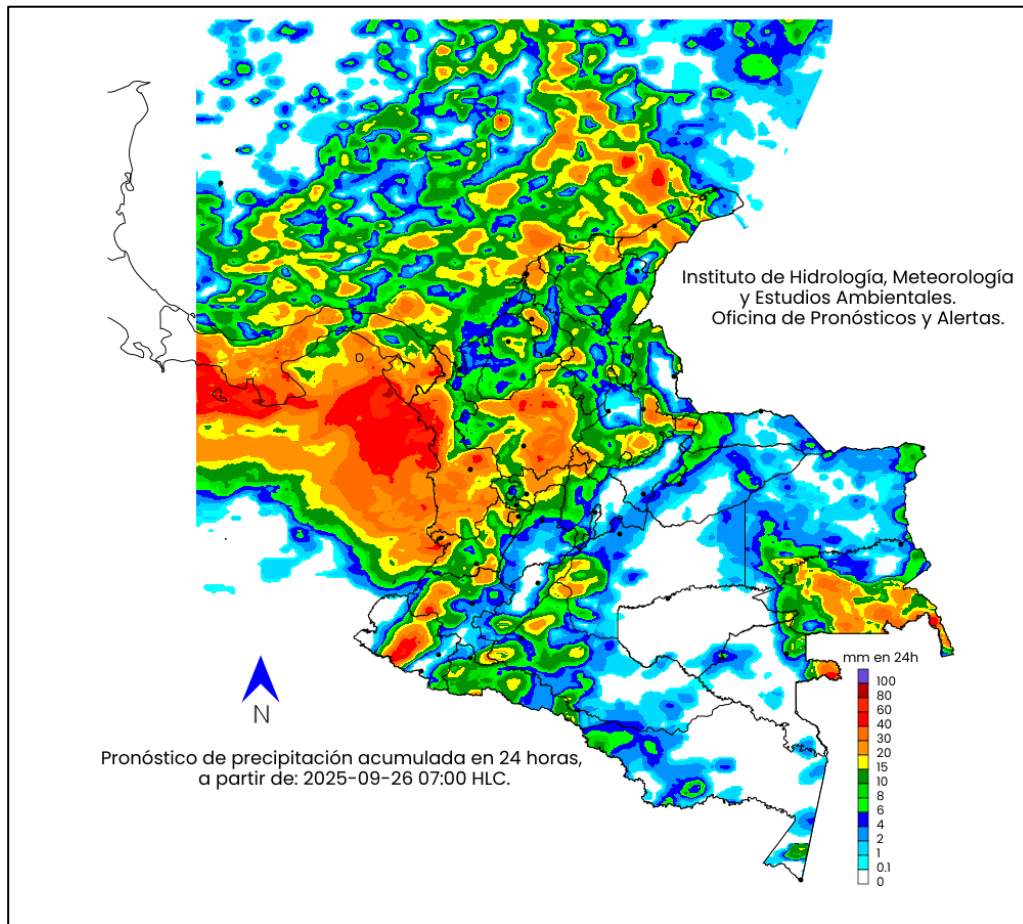 Instituto de Hidrología, Meteorología
y Estudios Ambientales.
Oficina de Pronósticos y Alertas.
mm en 24h
100
80
60
40
30
20
15
10
8
6
4
2
1
0.1
0
N
Pronóstico de precipitación acumulada en 24 horas,
a partir de: 2025-09-26 07:00 HLC.